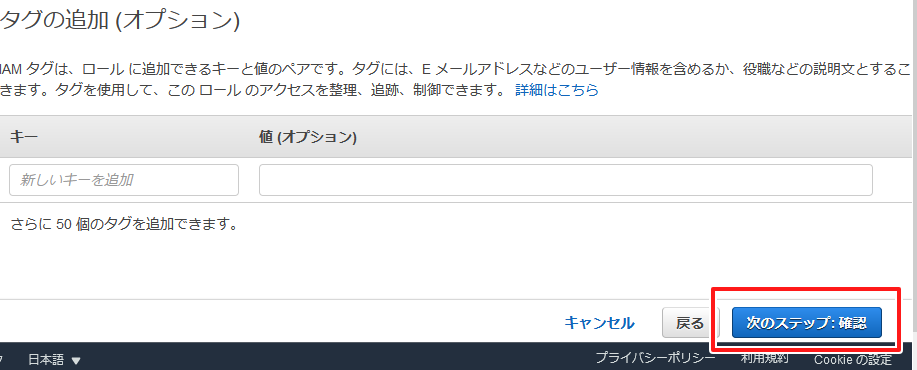 タグの追加 (オプション)
IAM タグは、ロール に追加できるキーと値のペアです。タグには、E メールアドレスなどのユーザー情報を含めるか、役職などの説明文とするこ
きます。タグを使用して、この ロール のアクセスを整理、追跡、制御できます。 詳細はこちら
キー 値 (オプション)
新しいキーを追加
さらに 50 個のタグを追加できます。
キャンセル 戻る 次のステップ: 確認
日本語 プライバシーポリシー 利用規約 Cookie の設定